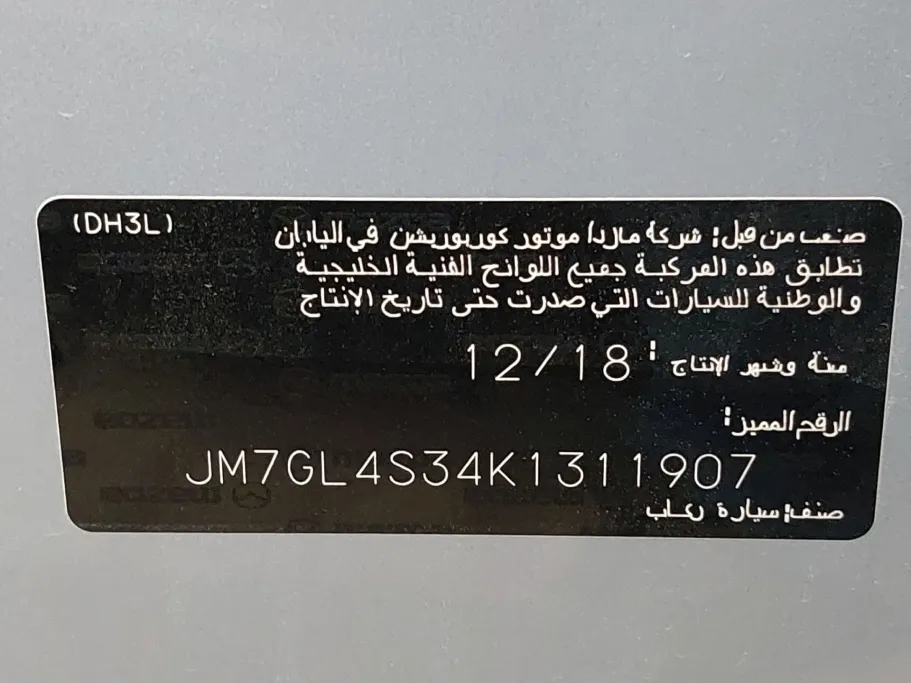 (DH3L)
صنعت من قبل: شركة مازدا موتور كوربوريشن في اليابان
تطابق هذه المركبة جميع اللوائح الفنية الخليجية
والوطنية للسيارات التي صدرت حتى تاريخ الإنتاج
سنة وشهر الإنتاج: 12/18
الرقم المميز:
JM7GL4S34K1311907
صنف: سيارة ركاب